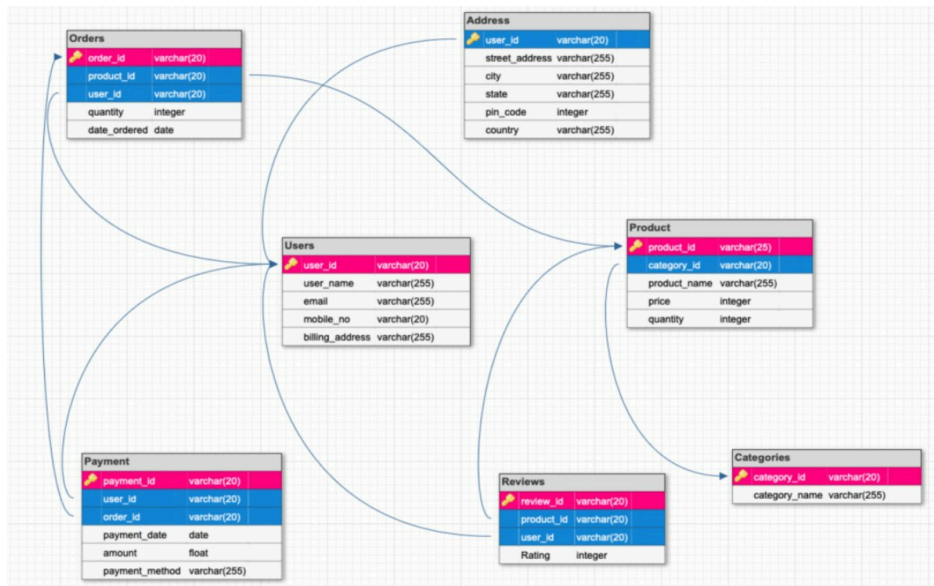 Orders
order_id varchar(20)
product_id varchar(20)
user_id varchar(20)
quantity integer
date_ordered date
Address
user_id varchar(20)
street_address varchar(255)
city varchar(255)
state varchar(255)
pin_code integer
country varchar(255)
Users
user_id varchar(20)
user_name varchar(255)
email varchar(255)
mobile_no varchar(20)
billing_address varchar(255)
Product
product_id varchar(25)
category_id varchar(20)
product_name varchar(255)
price integer
quantity integer
Payment
payment_id varchar(20)
user_id varchar(20)
order_id varchar(20)
payment_date date
amount float
payment_method varchar(255)
Reviews
review_id varchar(20)
product_id varchar(20)
user_id varchar(20)
Rating integer
Categories
category_id varchar(20)
category_name varchar(255)